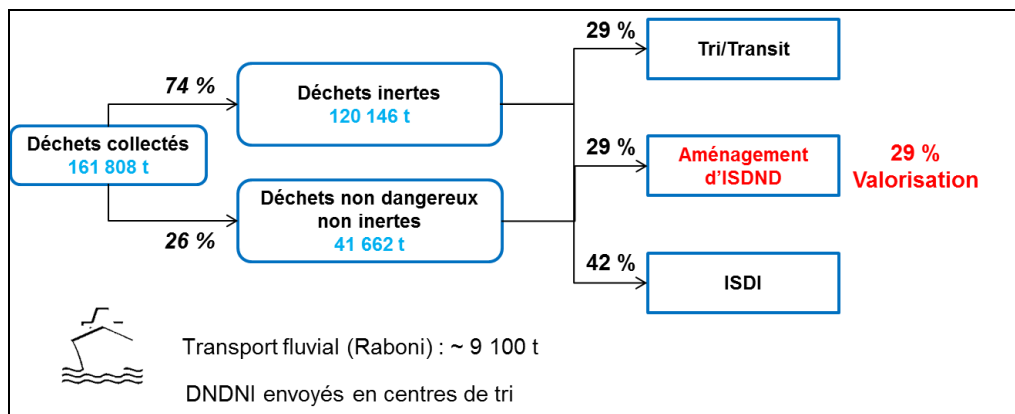 Déchets collectés
161 808 t
74 %
Déchets inertes
120 146 t
26 %
Déchets non dangereux
non inertes
41 662 t
29 %
Tri/Transit
29 %
Aménagement
d'ISDND
29 %
Valorisation
42 %
ISDI
Transport fluvial (Raboni) : ~ 9 100 t
DNDNI envoyés en centres de tri